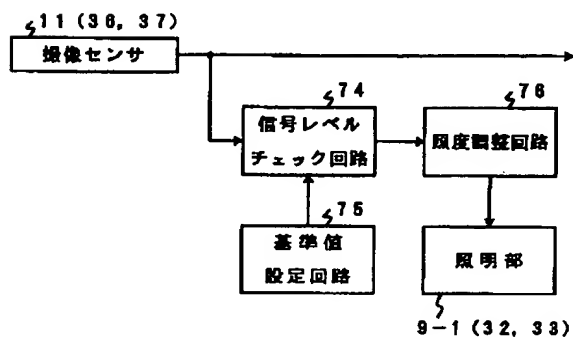 11(36,37)
撮像センサ
74
信号レベル
チェック回路
76
照度調整回路
75
基準値
設定回路
照明部
9-1(32,33)